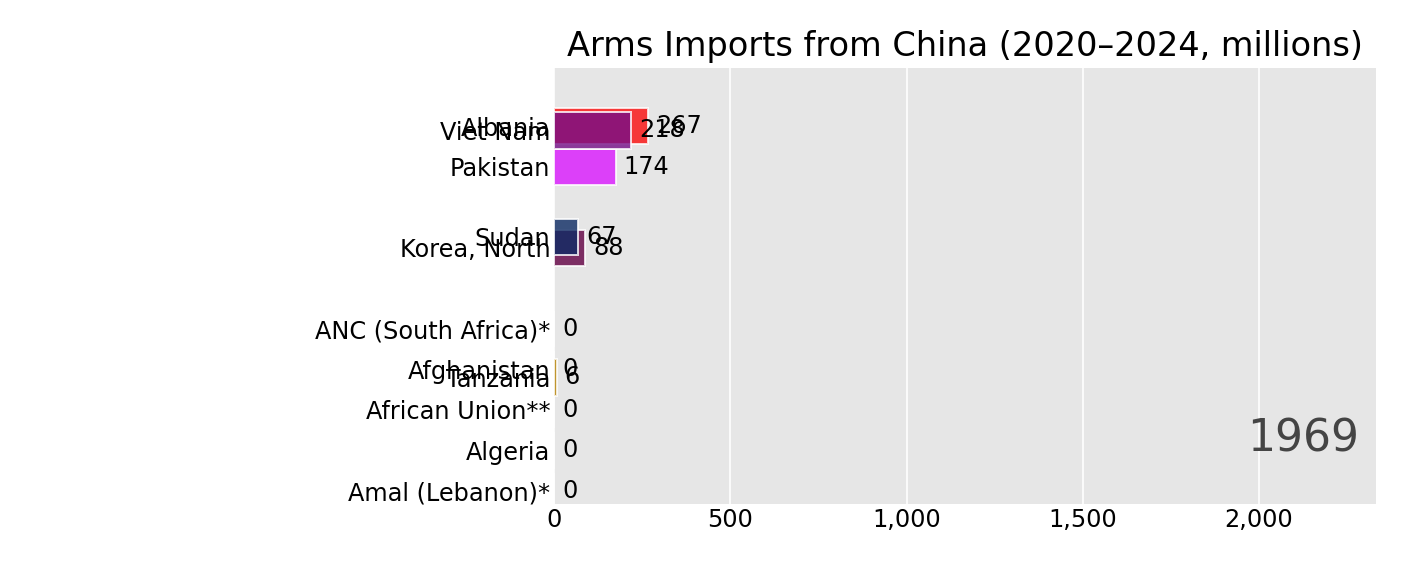 Arms Imports from China (2020–2024, millions)
Albania 267
Viet Nam 218
Pakistan 174
Sudan 67
Korea, North 88
ANC (South Africa)* 0
Afghanistan 0
Tanzania 6
African Union** 0
Algeria 0
Amal (Lebanon)* 0
1969
0 500 1,000 1,500 2,000